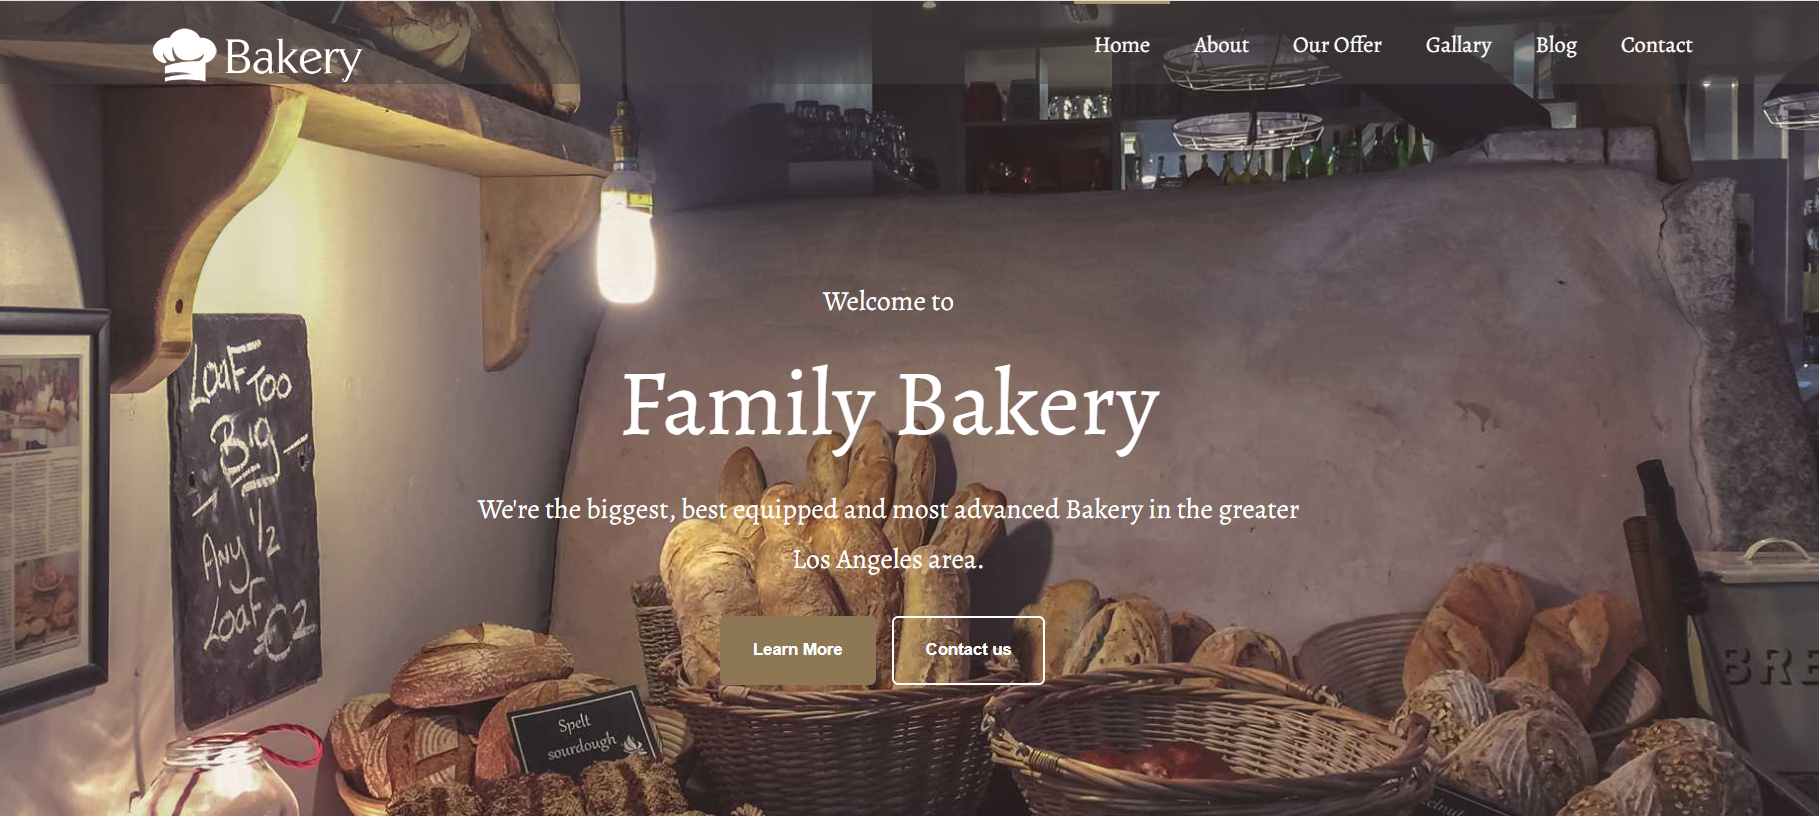 Bakery
Home About Our Offer Gallary Blog Contact
Welcome to
Family Bakery
We're the biggest, best equipped and most advanced Bakery in the greater
Los Angeles area.
Learn More Contact us
Loaf Too
Big
1/2
Any
Loaf
£2
Spelt
sourdough
BRE